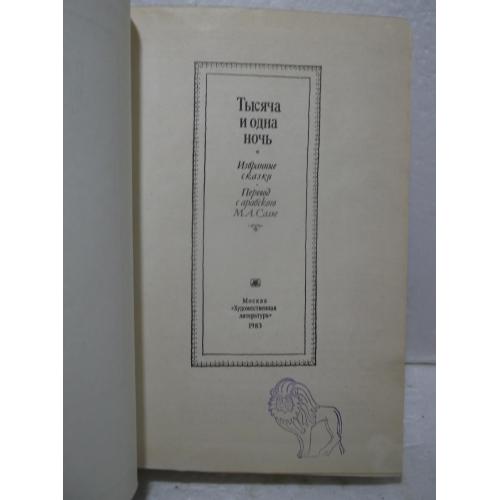 Тысяча
и одна
ночь
Избранные
сказки
Перевод
с арабского
М. А. Салье
Москва
«Художественная
литература»
1983